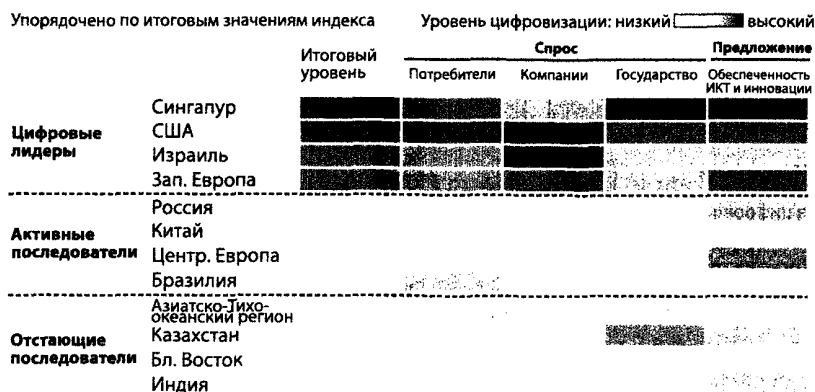 Упорядочено по итоговым значениям индекса
Уровень цифровизации: низкий высокий
Итоговый уровень
Спрос
Предложение
Потребители
Компании
Государство
Обеспеченность ИКТ и инновации
Цифровые лидеры
Сингапур
США
Израиль
Зап. Европа
Активные последователи
Россия
Китай
Центр. Европа
Бразилия
Отстающие последователи
Азиатско-Тихо-
океанский регион
Казахстан
Бл. Восток
Индия